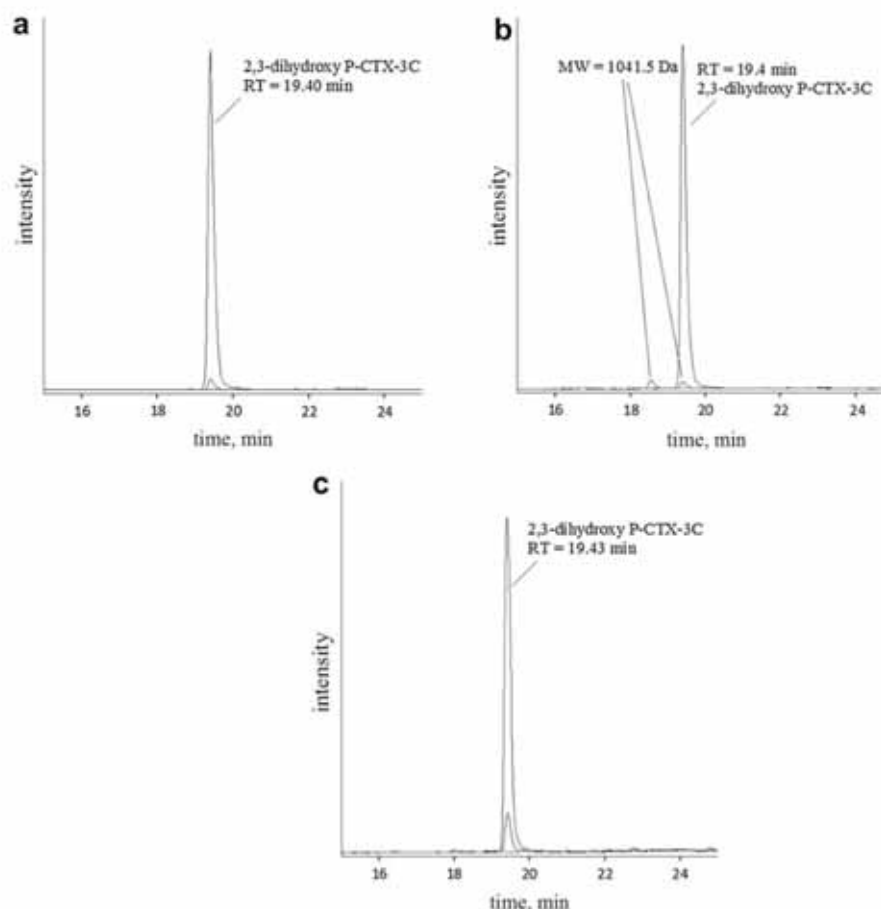 a
2,3-dihydroxy P-CTX-3C
RT = 19.40 min
intensity
16 18 20 22 24
time, min
b
MW = 1041.5 Da
RT = 19.4 min
2,3-dihydroxy P-CTX-3C
intensity
16 18 20 22 24
time, min
c
2,3-dihydroxy P-CTX-3C
RT = 19.43 min
intensity
16 18 20 22 24
time, min